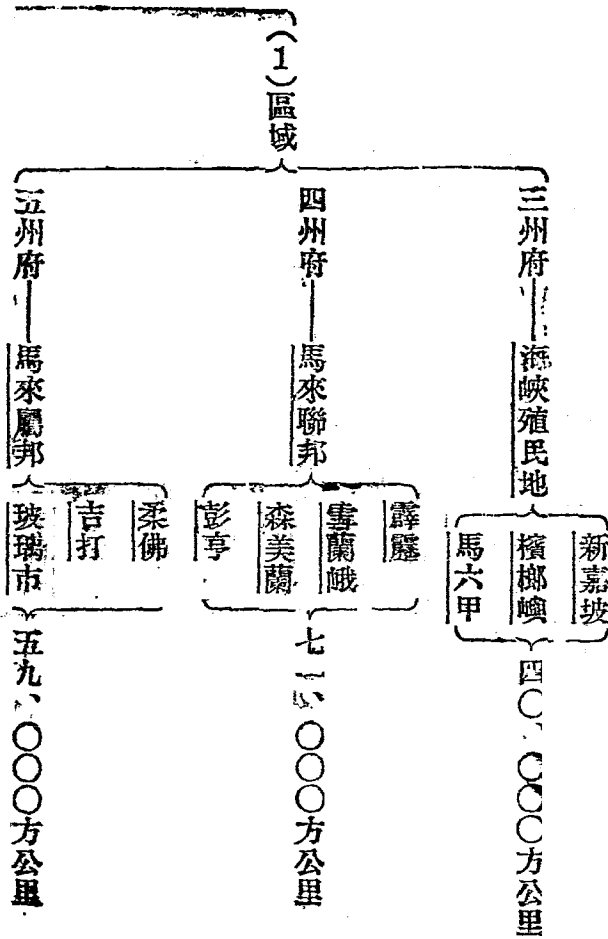 （1）區域
三州府
海峽殖民地
新嘉坡
檳榔嶼
馬六甲
四〇、〇〇〇方公里
四州府
馬來聯邦
霹靂
雪蘭峨
森美蘭
彭亨
七一、〇〇〇方公里
五州府
馬來屬邦
柔佛
吉打
玻璃市
五九、〇〇〇方公里